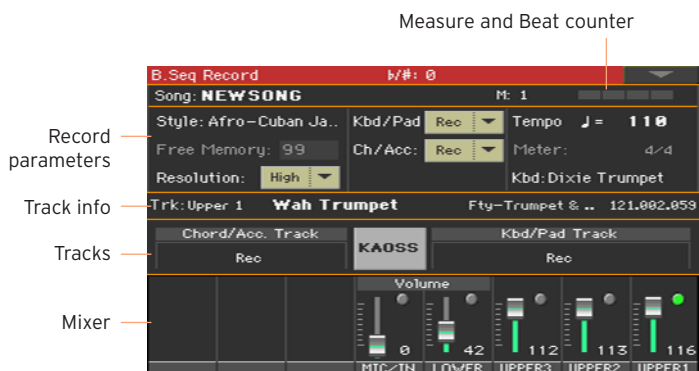 Measure and Beat counter
B.Seq Record ♭/#: 0
Song: NEWSONG M: 1
Record parameters
Style: Afro-Cuban Ja.. Kbd/Pad Rec Tempo ♩= 110
Free Memory: 99 Ch/Acc: Rec Meter: 4/4
Resolution: High Kbd: Dixie Trumpet
Track info
Trk: Upper 1 Wah Trumpet Fty-Trumpet & .. 121.002.059
Tracks
Chord/Acc. Track KAOSS Kbd/Pad Track
Rec Rec
Mixer
Volume
0 42 112 113 116
MIC/IN LOWER UPPER3 UPPER2 UPPER1